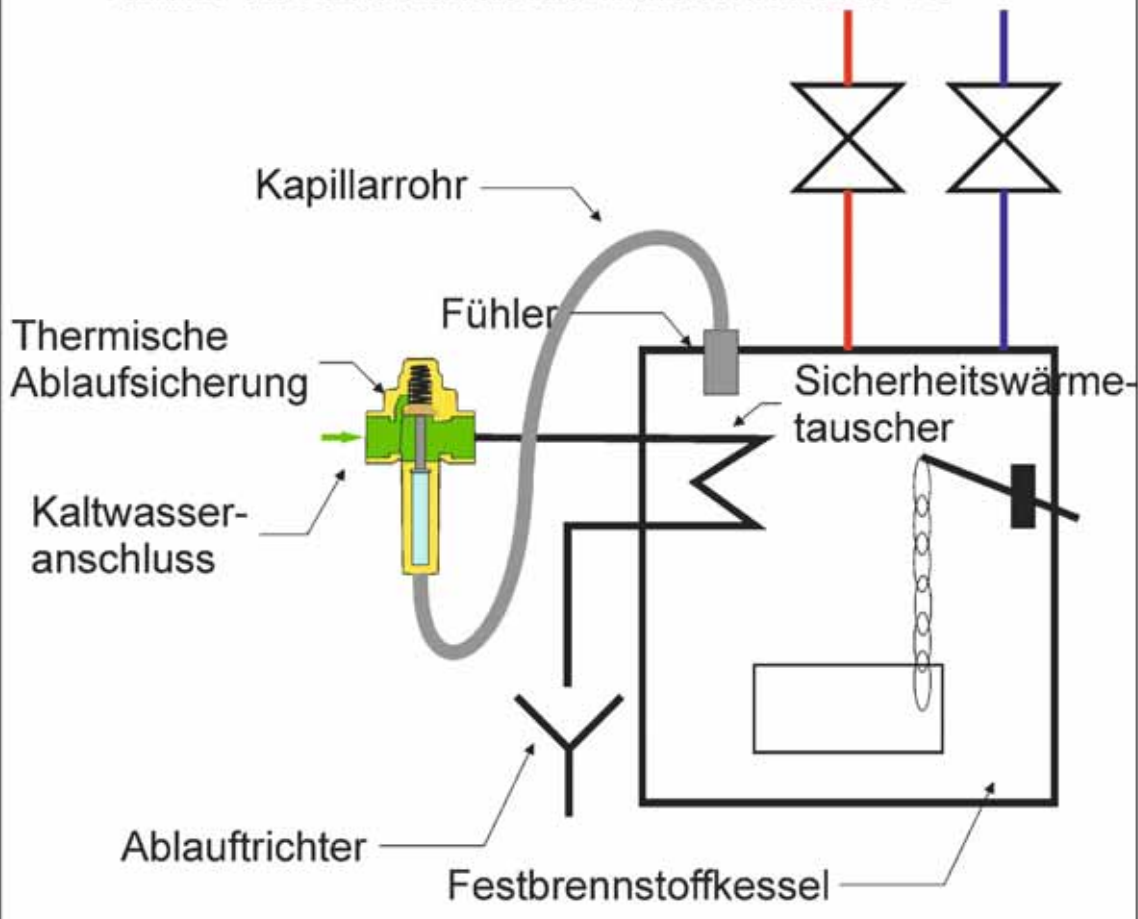 Kapillarrohr
Fühler
Thermische
Ablaufsicherung
Sicherheitswärme-
tauscher
Kaltwasser-
anschluss
Ablauftrichter
Festbrennstoffkessel